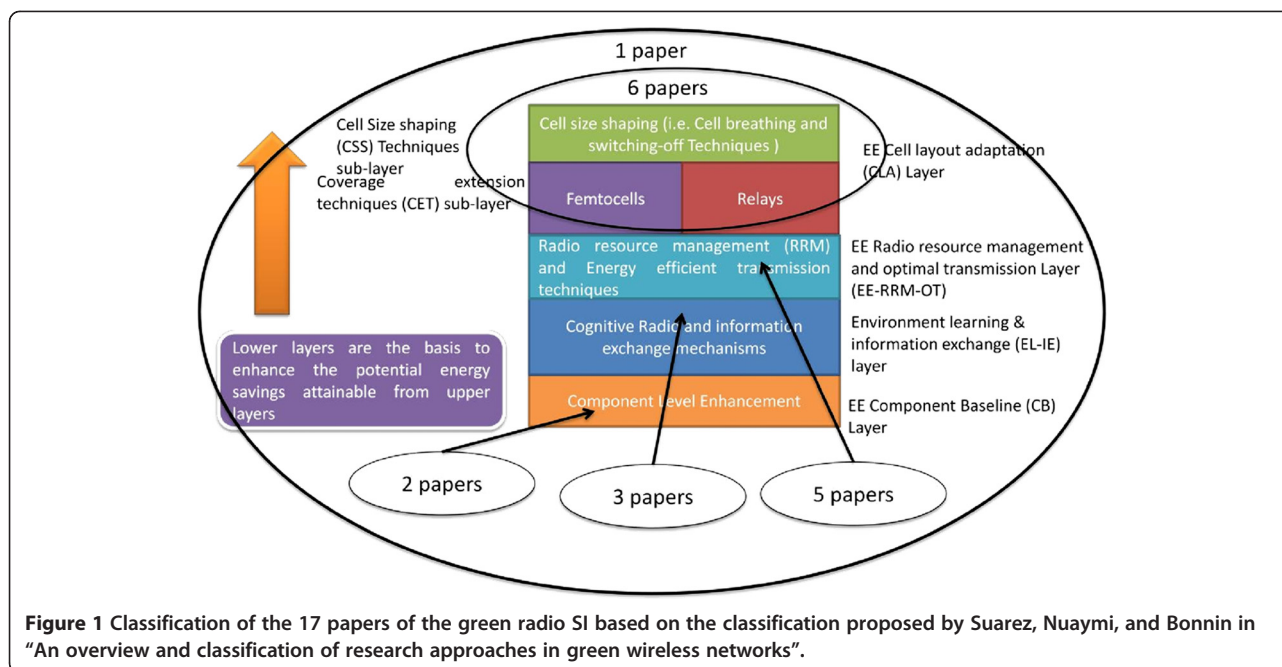 1 paper
6 papers
Cell Size shaping
(CSS) Techniques
sub-layer
Coverage extension
techniques (CET) sub-layer
Cell size shaping (i.e. Cell breathing and
switching-off Techniques )
Femtocells
Relays
EE Cell layout adaptation
(CLA) Layer
Radio resource management (RRM)
and Energy efficient transmission
techniques
EE Radio resource management
and optimal transmission Layer
(EE-RRM-OT)
Cognitive Radio and information
exchange mechanisms
Environment learning &
information exchange (EL-IE)
layer
Lower layers are the basis to
enhance the potential energy
savings attainable from upper
layers
Component Level Enhancement
EE Component Baseline (CB)
Layer
2 papers
3 papers
5 papers
Figure 1 Classification of the 17 papers of the green radio SI based on the classification proposed by Suarez, Nuaymi, and Bonnin in
“An overview and classification of research approaches in green wireless networks”.